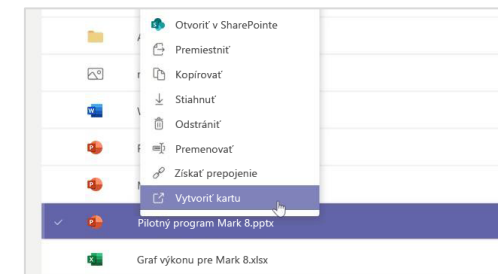 Otvoriť v SharePointe
Premiestniť
Kopírovať
Stiahnuť
Odstrániť
Premenovať
Získať prepojenie
Vytvoriť kartu
Pilotný program Mark 8.pptx
Graf výkonu pre Mark 8.xlsx